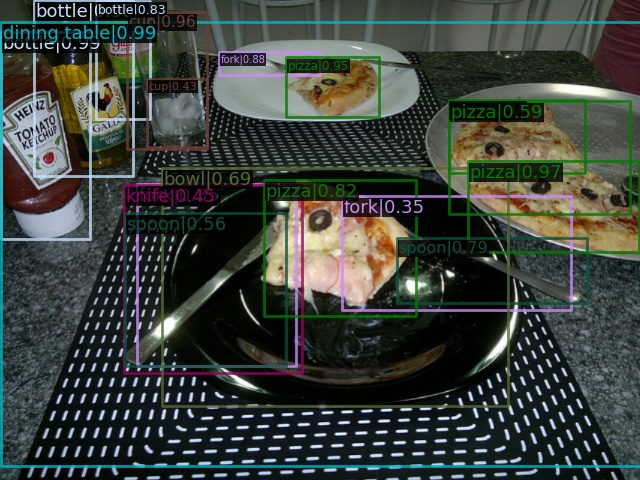 bottle|
(bottle|0.83
cup|0.96
dining table|0.99
bottle|0.99
fork|0.88
pizza|0.95
cup|0.43
HEINZ
TOMATO
KETCHUP
GALLO
pizza|0.59
pizza|0.97
bowl|0.69
knife|0.45
pizza|0.82
fork|0.35
spoon|0.56
spoon|0.79